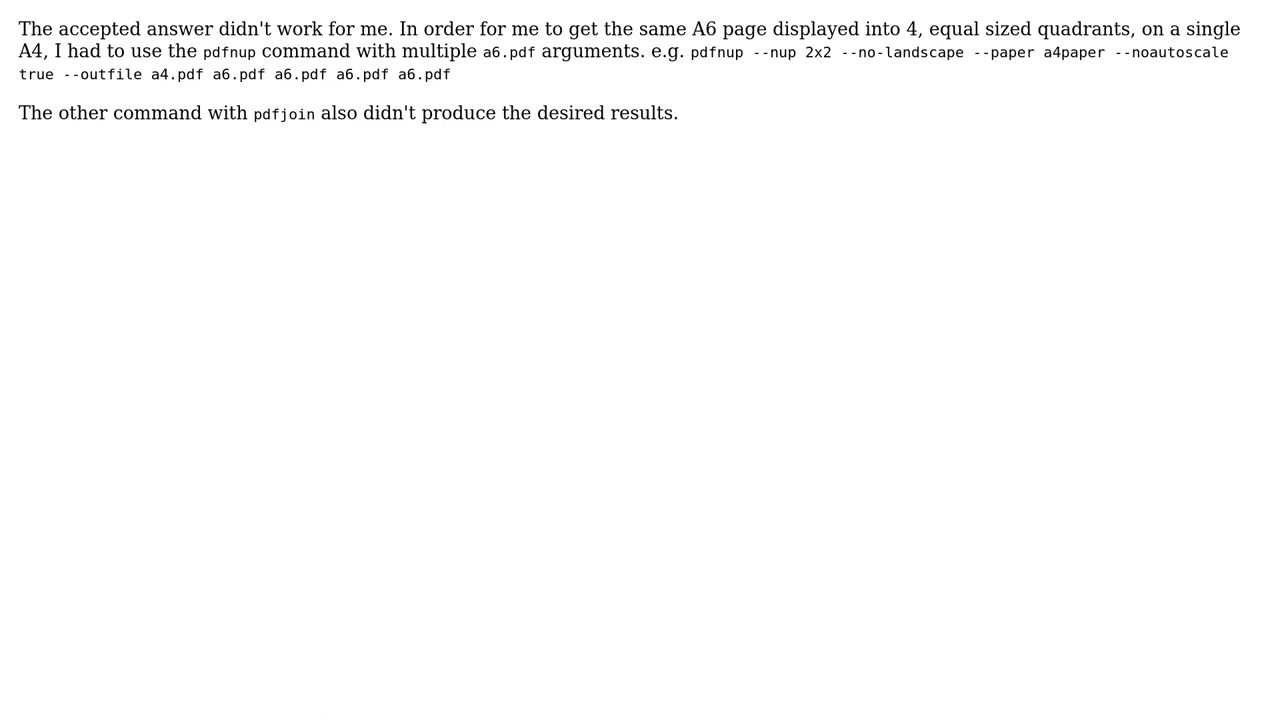 The accepted answer didn't work for me. In order for me to get the same A6 page displayed into 4, equal sized quadrants, on a single
A4, I had to use the pdfnup command with multiple a6.pdf arguments. e.g. pdfnup --nup 2x2 --no-landscape --paper a4paper --noautoscale
true --outfile a4.pdf a6.pdf a6.pdf a6.pdf a6.pdf
The other command with pdfjoin also didn't produce the desired results.